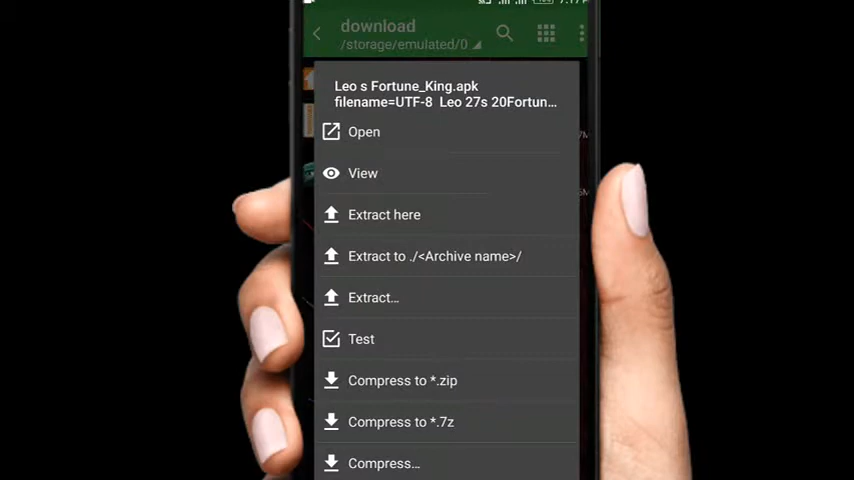 download
/storage/emulated/0
Leo s Fortune_King.apk
filename=UTF-8 Leo 27s 20Fortun...
Open
View
Extract here
Extract to ./<Archive name>/
Extract...
Test
Compress to *.zip
Compress to *.7z
Compress...